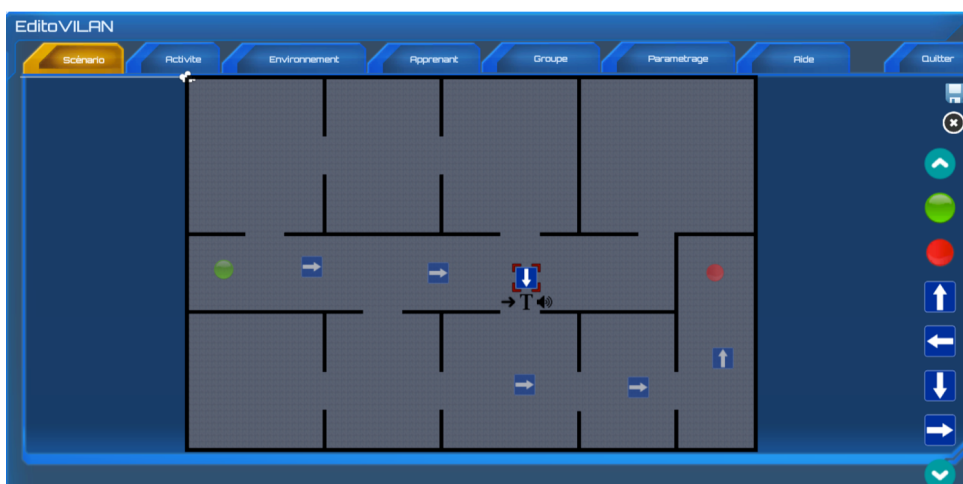 EditoVILAN
Scénario Activite Environnement Apprenant Groupe Parametrage Aide Quitter
T